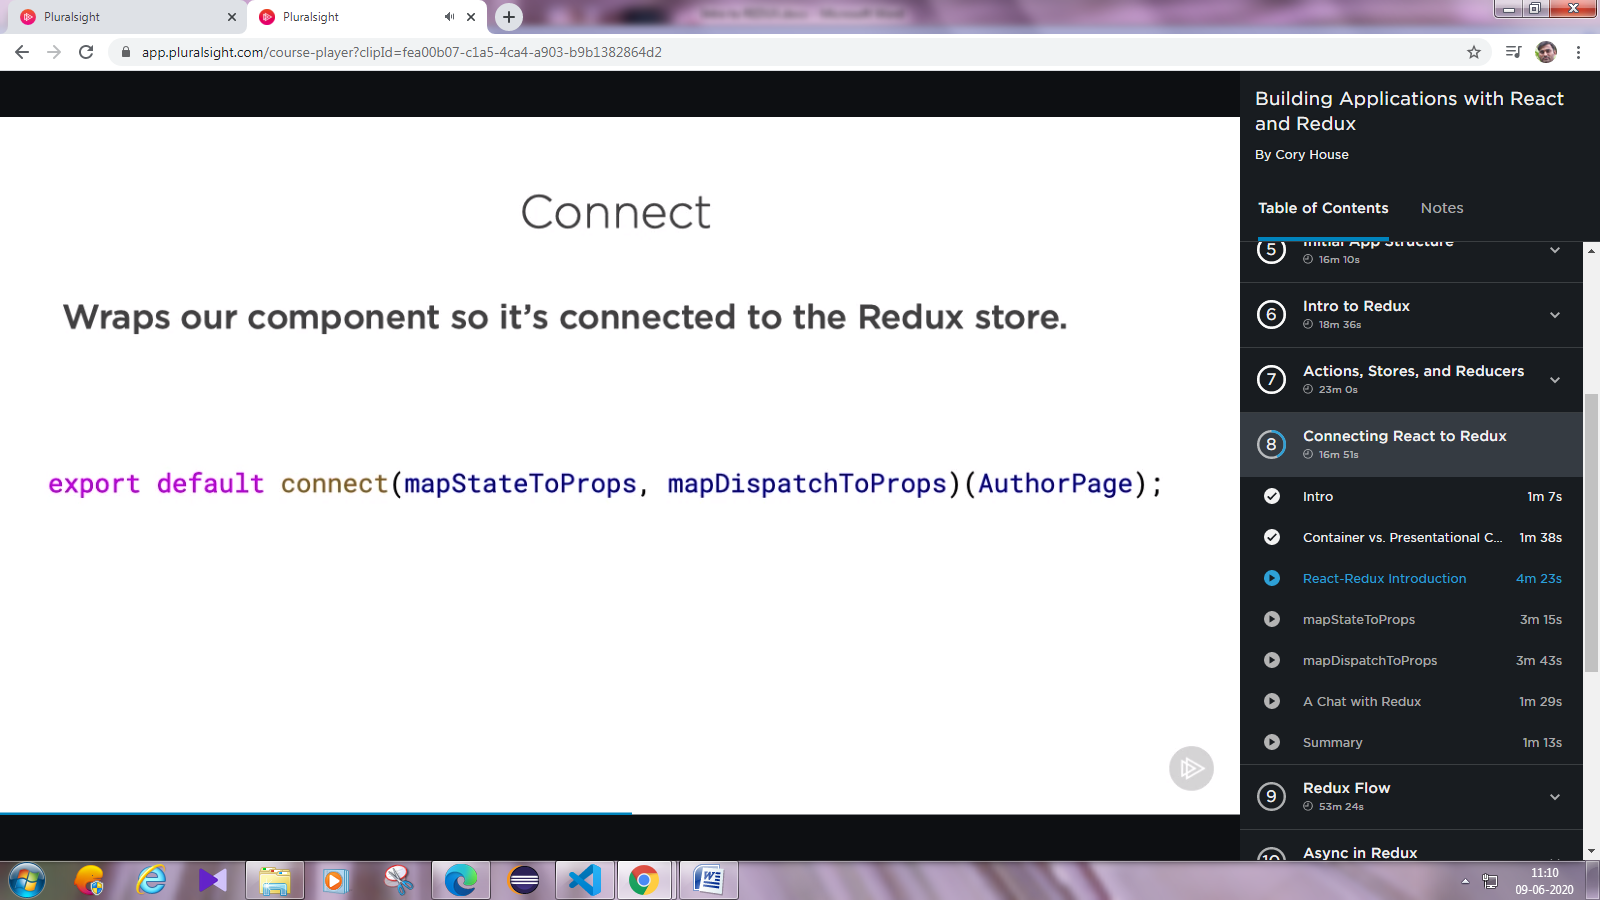 Pluralsight
Pluralsight
app.pluralsight.com/course-player?clipId=fea00b07-c1a5-4ca4-a903-b9b1382864d2
Connect
Wraps our component so it's connected to the Redux store.
export default connect(mapStateToProps, mapDispatchToProps)(AuthorPage);
Building Applications with React
and Redux
By Cory House
Table of Contents
Notes
5
Initial App Structure
16m 10s
6
Intro to Redux
18m 36s
7
Actions, Stores, and Reducers
23m 0s
8
Connecting React to Redux
16m 51s
Intro 1m 7s
Container vs. Presentational C... 1m 38s
React-Redux Introduction 4m 23s
mapStateToProps 3m 15s
mapDispatchToProps 3m 43s
A Chat with Redux 1m 29s
Summary 1m 13s
9
Redux Flow
53m 24s
10
Async in Redux
11:10
09-06-2020